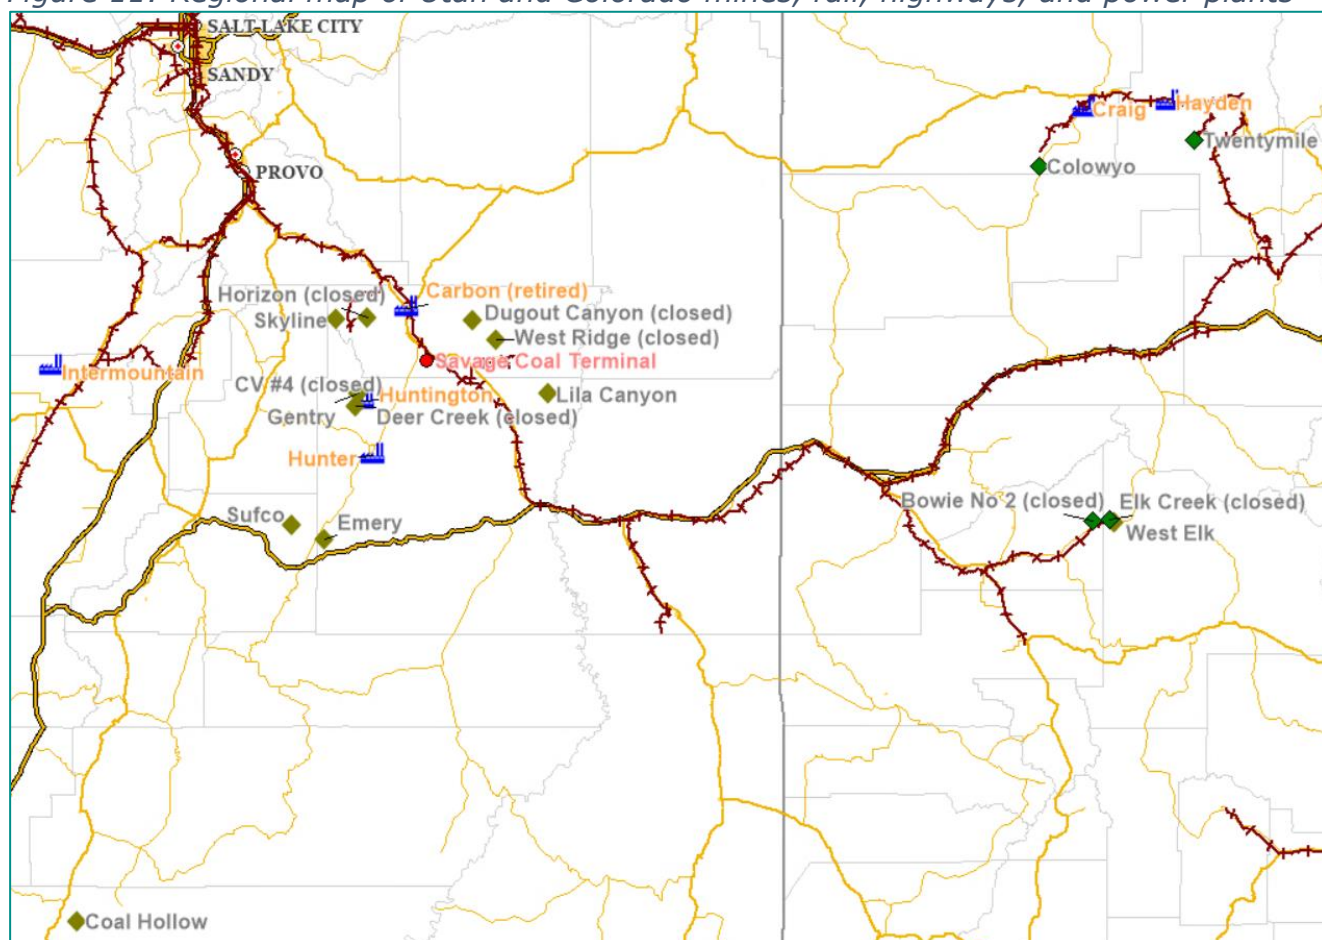 Figure 11: Regional map of Utah and Colorado mines, rail, highways, and power plants
SALT-LAKE CITY
SANDY
PROVO
Craig
Hayden
Twentymile
Colowyo
Horizon (closed)
Carbon (retired)
Skyline
Dugout Canyon (closed)
West Ridge (closed)
Savage Coal Terminal
Intermountain
CV #4 (closed)
Huntington
Lila Canyon
Gentry
Deer Creek (closed)
Hunter
Bowie No 2 (closed)
Elk Creek (closed)
West Elk
Sufco
Emery
Coal Hollow